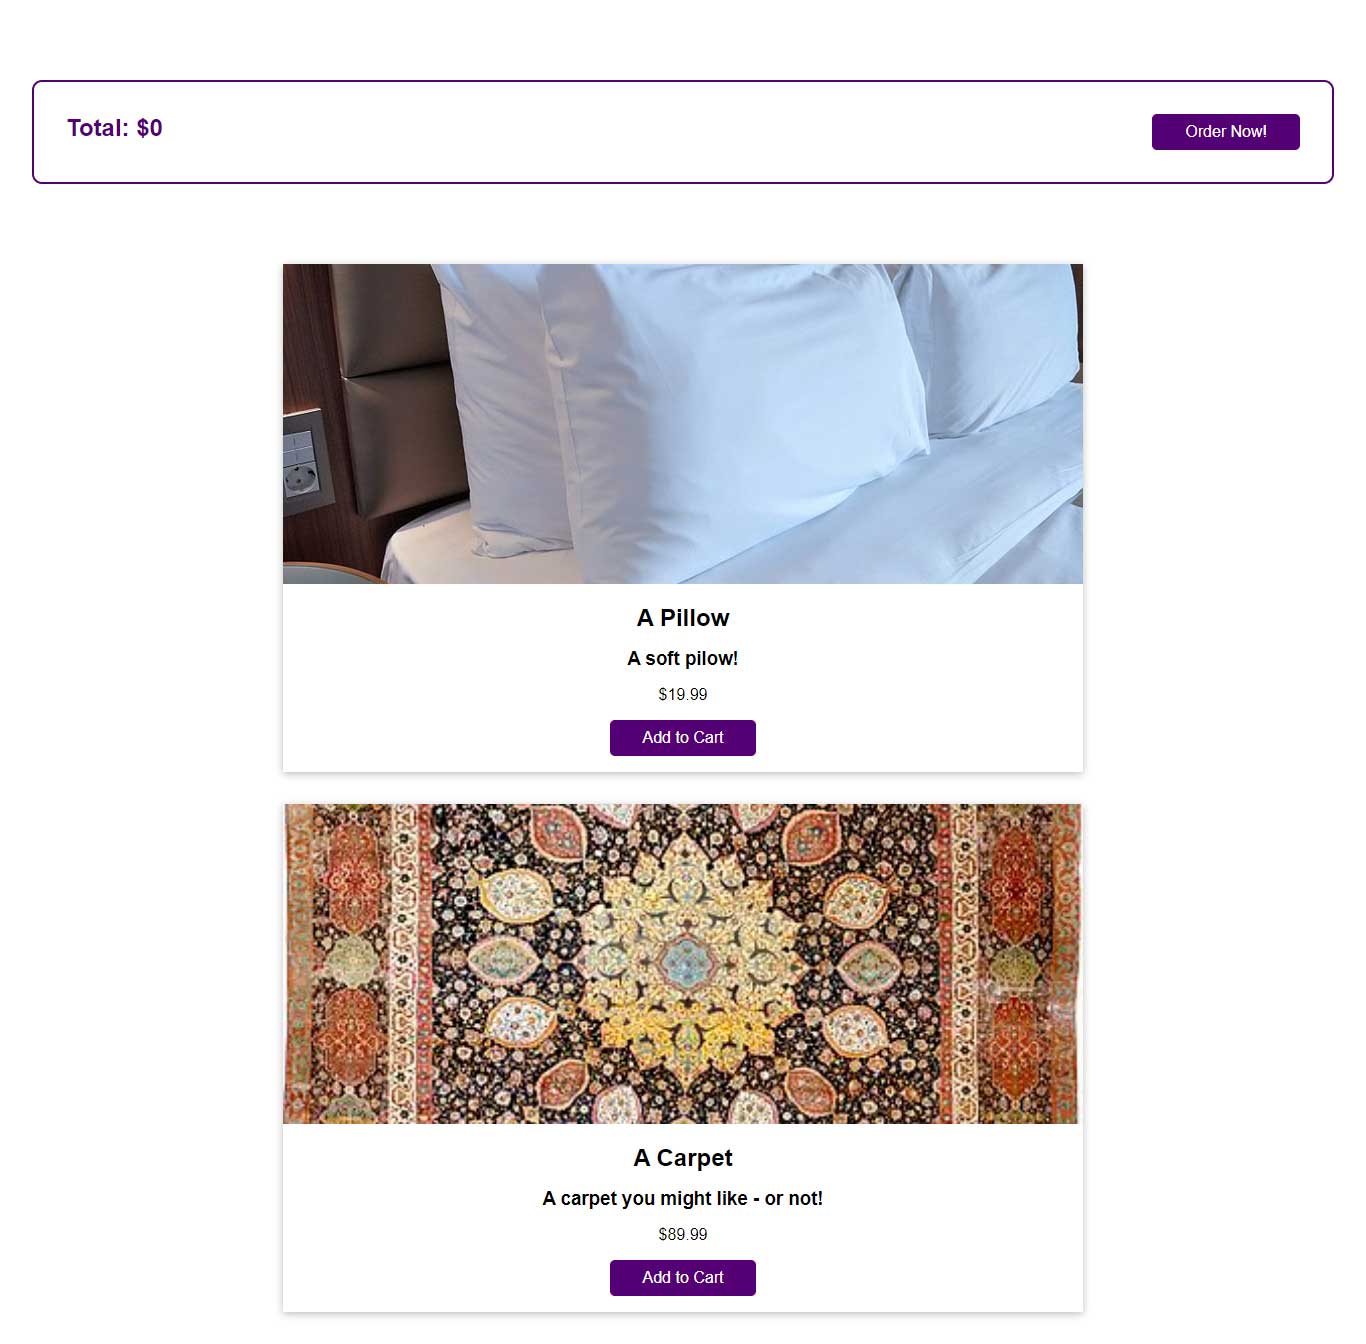 Total: $0
Order Now!
A Pillow
A soft pilow!
$19.99
Add to Cart
A Carpet
A carpet you might like - or not!
$89.99
Add to Cart